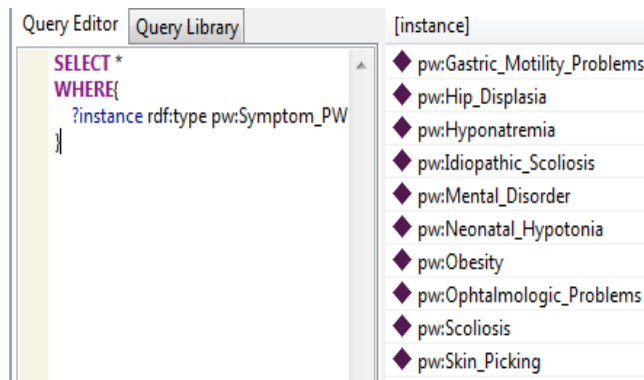 Query Editor
Query Library
SELECT *
WHERE{
?instance rdf:type pw:Symptom_PW
}
[instance]
pw:Gastric_Motility_Problems
pw:Hip_Displasia
pw:Hyponatremia
pw:Idiopathic_Scoliosis
pw:Mental_Disorder
pw:Neonatal_Hypotonia
pw:Obesity
pw:Ophtalmologic_Problems
pw:Scoliosis
pw:Skin_Picking